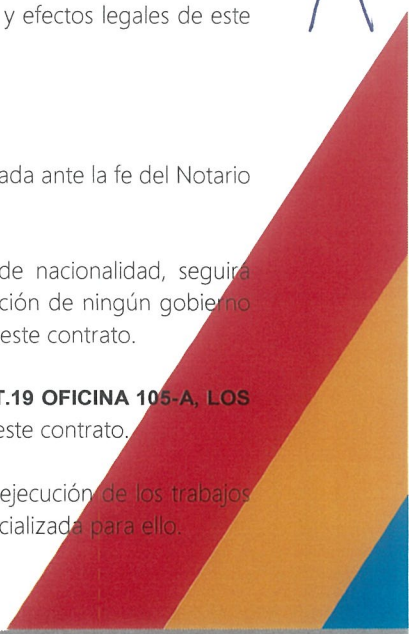 y efectos legales de este
ada ante la fe del Notario
de nacionalidad, seguirá
ción de ningún gobierno
este contrato.
T.19 OFICINA 105-A, LOS
este contrato.
ejecución de los trabajos
cializada para ello.